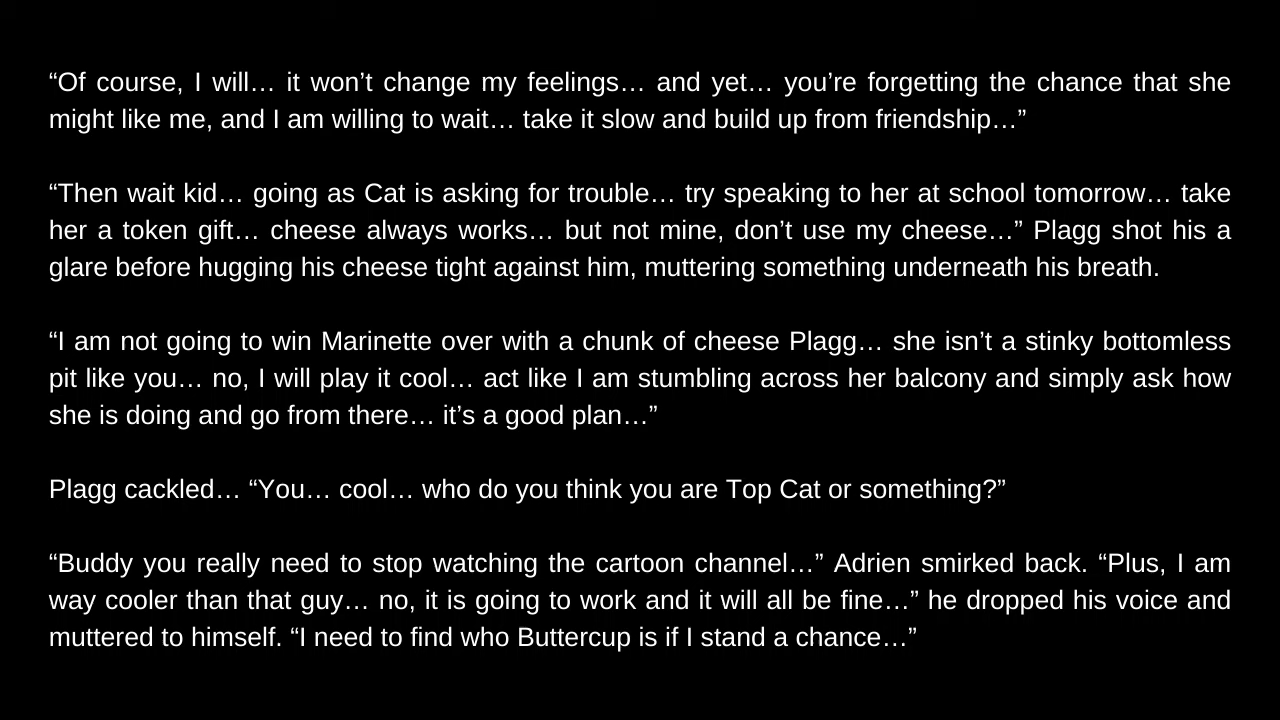 “Of course, I will… it won’t change my feelings… and yet… you’re forgetting the chance that she
might like me, and I am willing to wait… take it slow and build up from friendship…”
“Then wait kid… going as Cat is asking for trouble… try speaking to her at school tomorrow… take
her a token gift… cheese always works… but not mine, don’t use my cheese…” Plagg shot his a
glare before hugging his cheese tight against him, muttering something underneath his breath.
“I am not going to win Marinette over with a chunk of cheese Plagg… she isn’t a stinky bottomless
pit like you… no, I will play it cool… act like I am stumbling across her balcony and simply ask how
she is doing and go from there… it’s a good plan…”
Plagg cackled… “You… cool… who do you think you are Top Cat or something?”
“Buddy you really need to stop watching the cartoon channel…” Adrien smirked back. “Plus, I am
way cooler than that guy… no, it is going to work and it will all be fine…” he dropped his voice and
muttered to himself. “I need to find who Buttercup is if I stand a chance…”